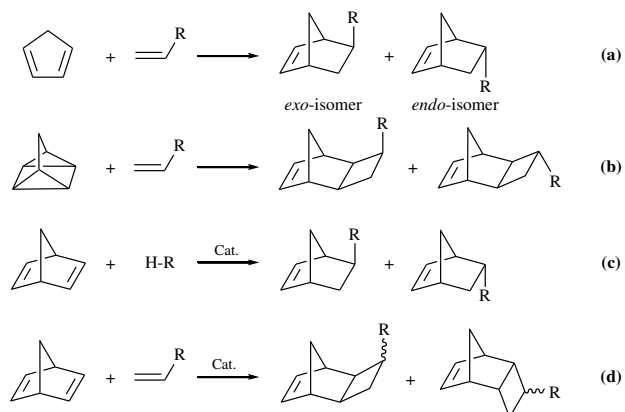 + R + R (a)
exo-isomer R endo-isomer
+ R R + R (b)
+ H-R Cat. R + R (c)
+ R Cat. R + R (d)